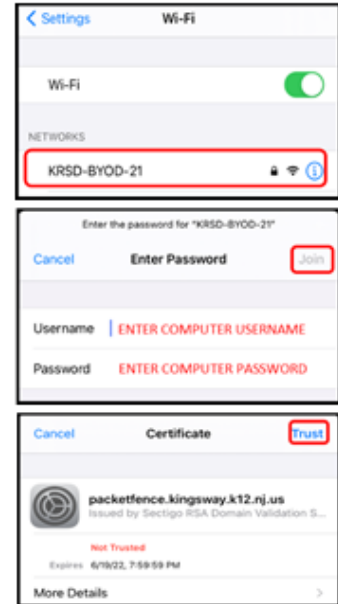 Settings Wi-Fi
Wi-Fi
NETWORKS
KRSD-BYOD-21
Enter the password for "KRSD-BYOD-21"
Cancel Enter Password Join
Username ENTER COMPUTER USERNAME
Password ENTER COMPUTER PASSWORD
Cancel Certificate Trust
packetfence.kingsway.k12.nj.us
Issued by Sectigo RSA Domain Validation S...
Not Trusted
Expires 6/19/22, 7:59:59 PM
More Details